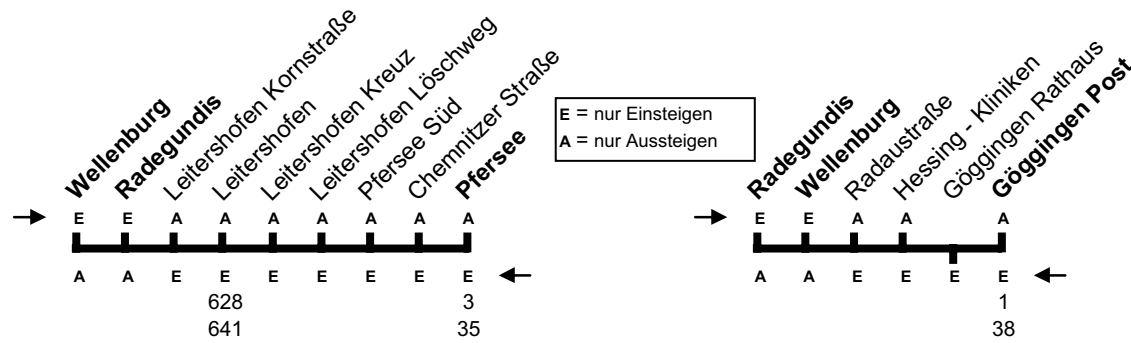 Wellenburg
Radegundis
Leitershofen Kornstraße
Leitershofen
Leitershofen Kreuz
Leitershofen Löschweg
Pfersee Süd
Chemnitzer Straße
Pfersee
E = nur Einsteigen
A = nur Aussteigen
Radegundis
Wellenburg
Radaustraße
Hessing - Kliniken
Göggingen Rathaus
Göggingen Post
E E A A A A A A A
A A E E E E E E E
628 3
641 35
E E A A A
A A E E E E
1
38